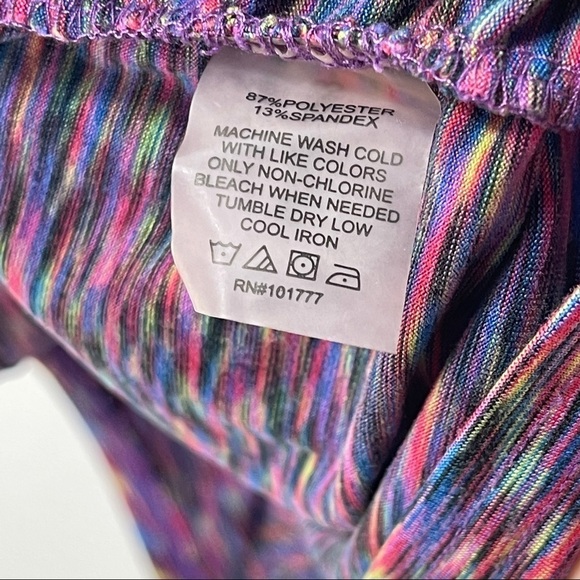 87%POLYESTER
13%SPANDEX
MACHINE WASH COLD
WITH LIKE COLORS
ONLY NON-CHLORINE
BLEACH WHEN NEEDED
TUMBLE DRY LOW
COOL IRON
RN#101777